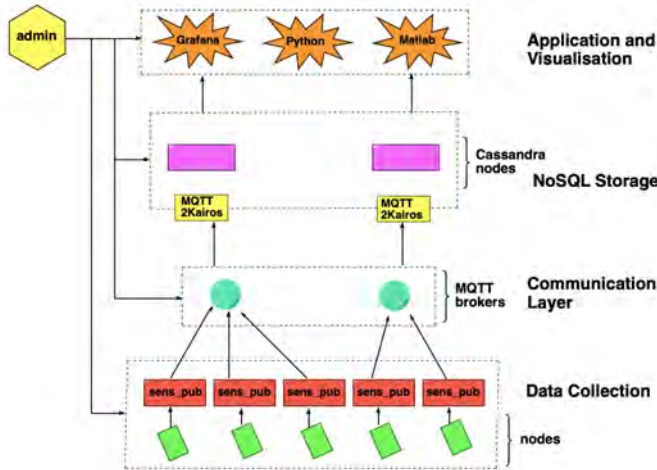 admin
Grafana
Python
Matlab
Application and
Visualisation
Cassandra
nodes
NoSQL Storage
MQTT
2Kairos
MQTT
2Kairos
MQTT
brokers
Communication
Layer
sens_pub
sens_pub
sens_pub
sens_pub
sens_pub
Data Collection
nodes